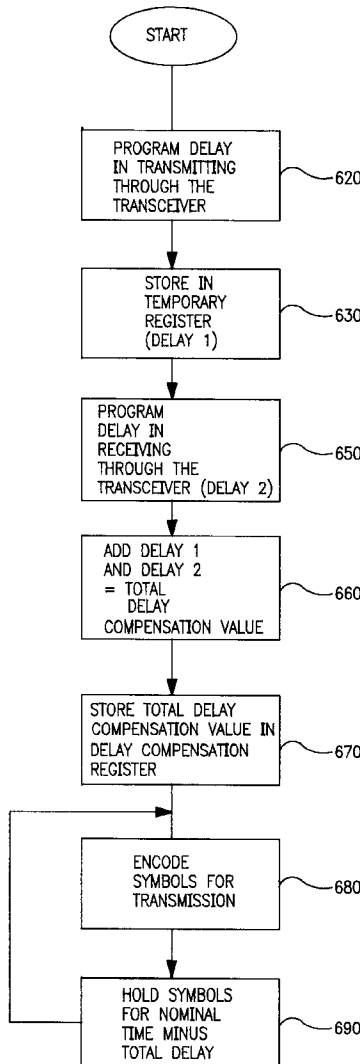 START
PROGRAM DELAY
IN TRANSMITTING
THROUGH THE
TRANSCEIVER
620
STORE IN
TEMPORARY
REGISTER
(DELAY 1)
630
PROGRAM
DELAY IN
RECEIVING
THROUGH THE
TRANSCEIVER (DELAY 2)
650
ADD DELAY 1
AND DELAY 2
= TOTAL
DELAY
COMPENSATION VALUE
660
STORE TOTAL DELAY
COMPENSATION VALUE IN
DELAY COMPENSATION
REGISTER
670
ENCODE
SYMBOLS FOR
TRANSMISSION
680
HOLD SYMBOLS
FOR NOMINAL
TIME MINUS
TOTAL DELAY
690